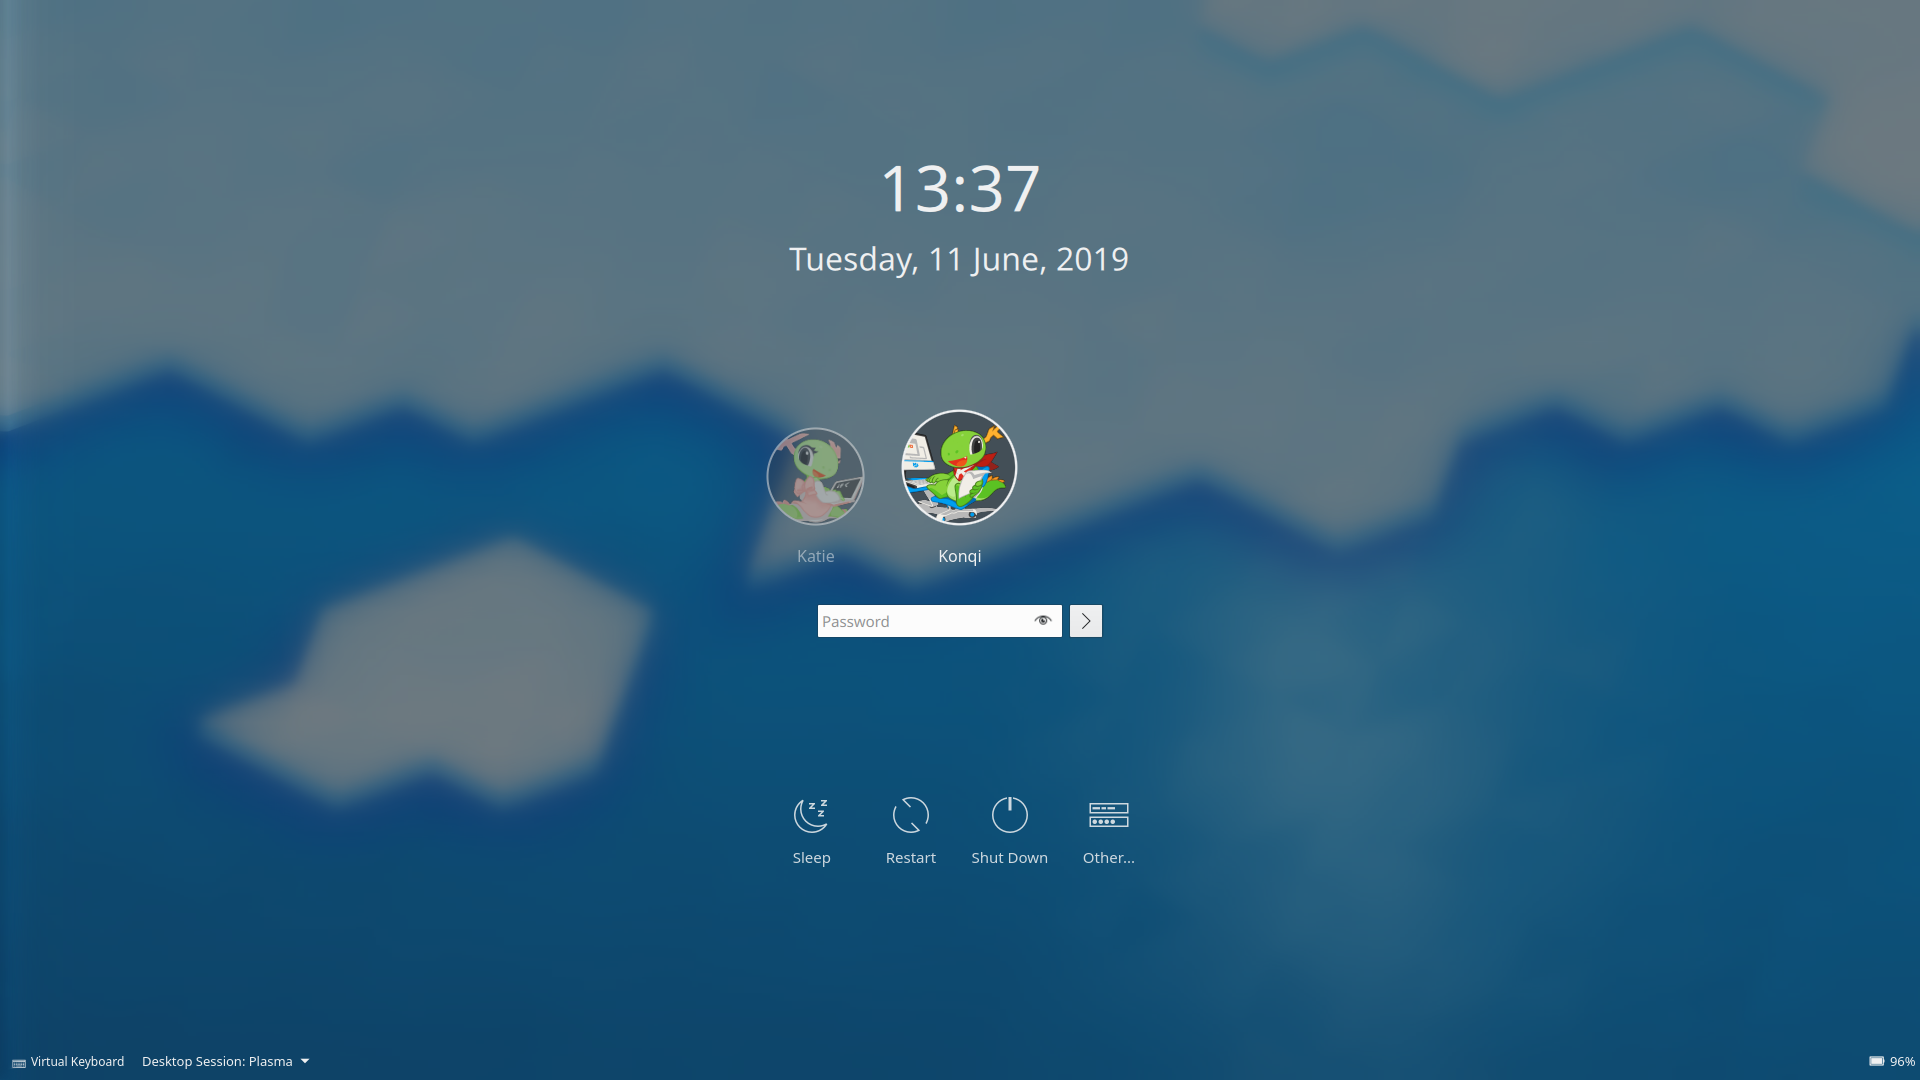 13:37
Tuesday, 11 June, 2019
Katie Konqi
Password
Sleep Restart Shut Down Other...
Virtual Keyboard Desktop Session: Plasma 96%